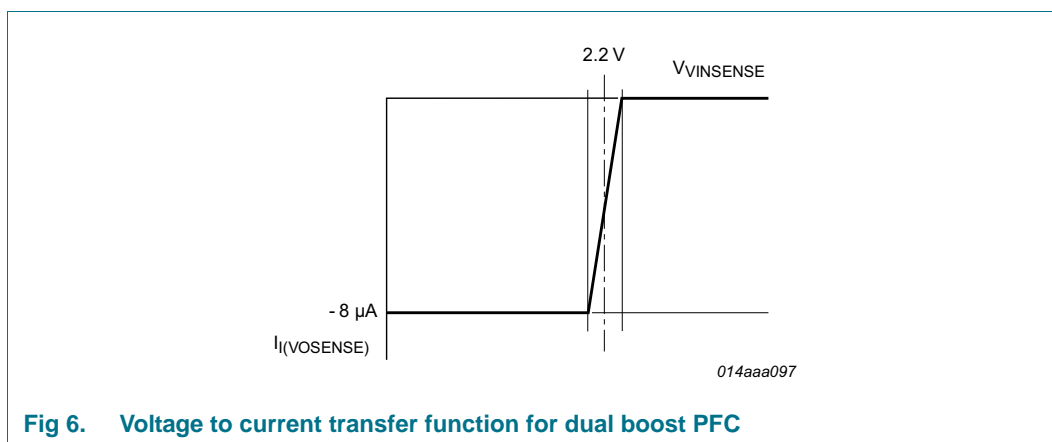 2.2 V
VVINSENSE
- 8 μA
II(VOSENSE)
014aaa097
Fig 6. Voltage to current transfer function for dual boost PFC